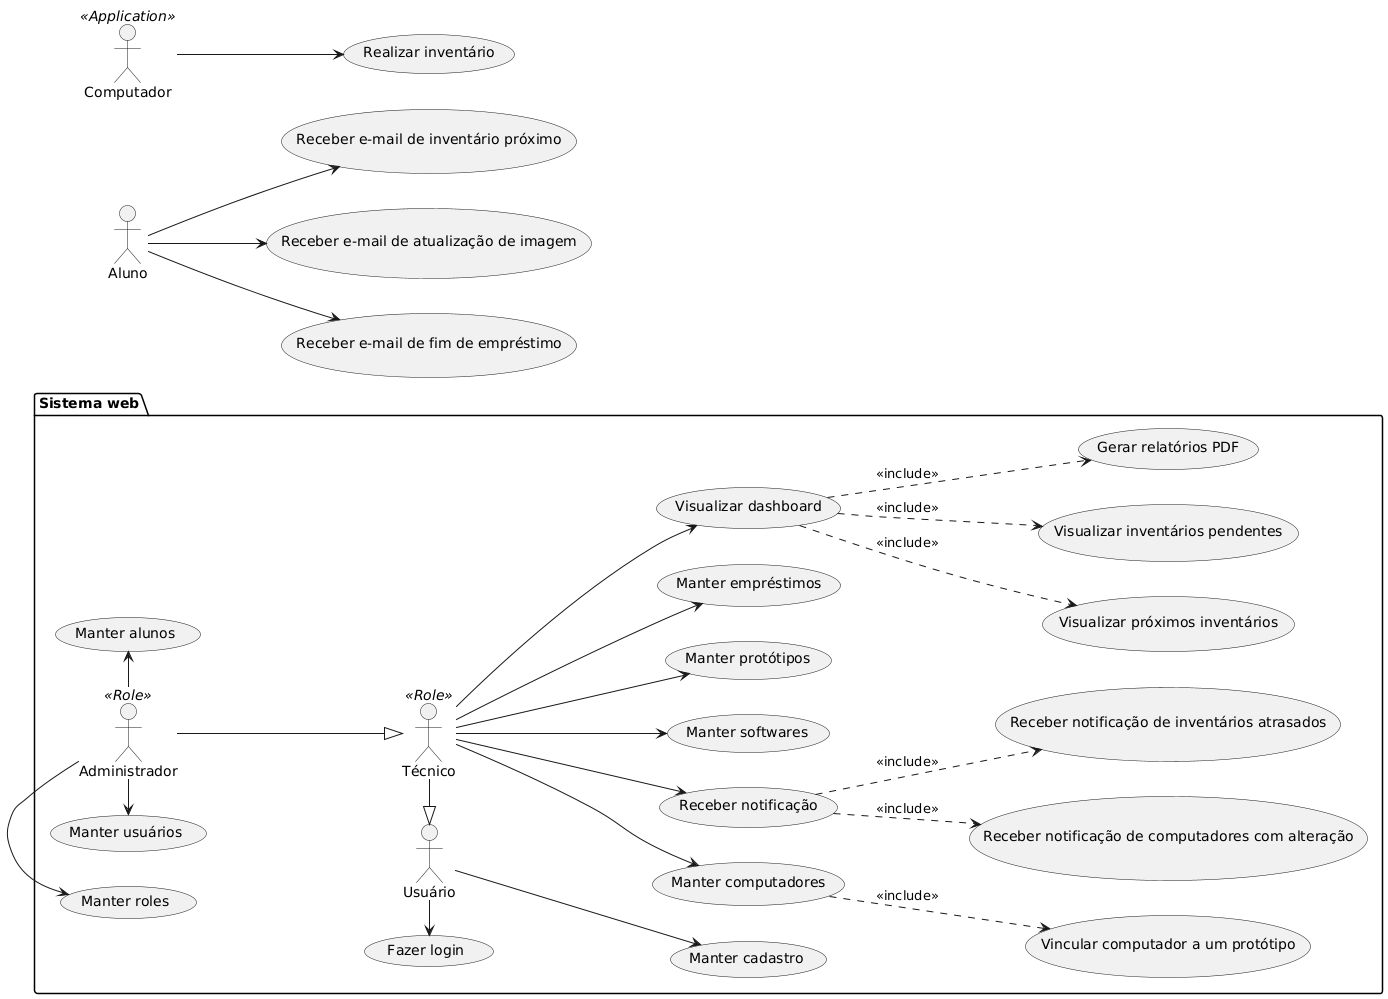 «Application»
Computador
Realizar inventário
Receber e-mail de inventário próximo
Aluno
Receber e-mail de atualização de imagem
Receber e-mail de fim de empréstimo
Sistema web
Gerar relatórios PDF
«include»
Visualizar dashboard
«include»
Visualizar inventários pendentes
«include»
Manter empréstimos
Visualizar próximos inventários
Manter alunos
Manter protótipos
«Role»
Administrador
«Role»
Técnico
Manter softwares
Receber notificação de inventários atrasados
«include»
Receber notificação
«include»
Receber notificação de computadores com alteração
Manter usuários
Manter roles
Usuário
Manter computadores
«include»
Vincular computador a um protótipo
Fazer login
Manter cadastro